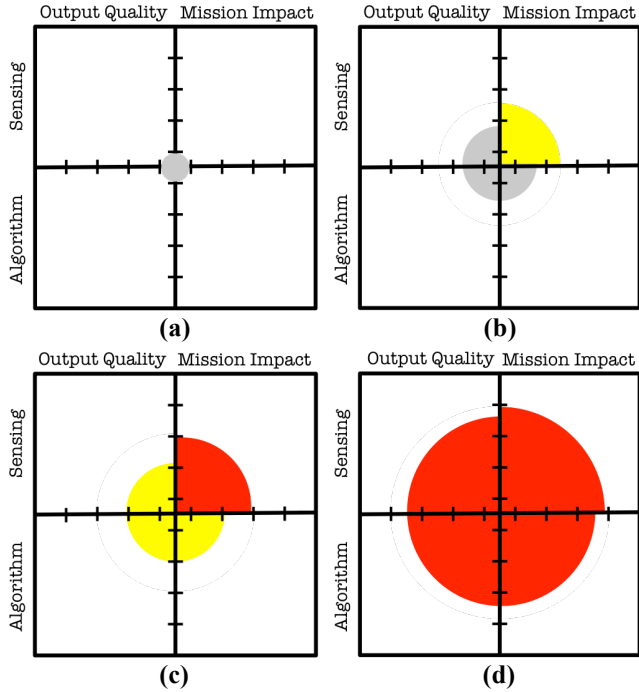 Output Quality Mission Impact
Output Quality Mission Impact
Sensing
Sensing
Algorithm
Algorithm
(a)
(b)
Output Quality Mission Impact
Output Quality Mission Impact
Sensing
Sensing
Algorithm
Algorithm
(c)
(d)